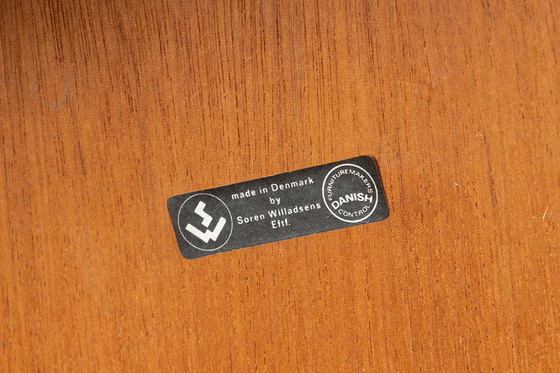 made in Denmark
by
Soren Willadsens
Eftf.
FURNITUREMAKERS
DANISH
CONTROL